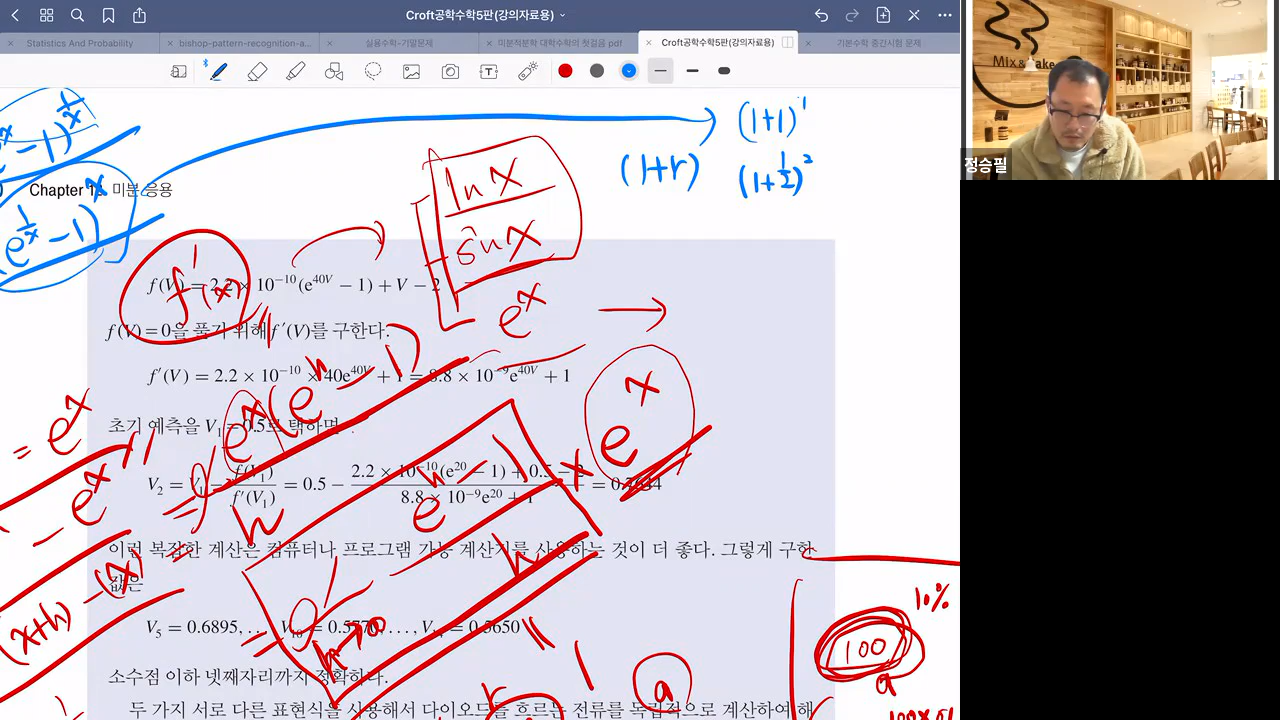 Croft공학수학5판(강의자료용)
Statistics And Probability
bishop-pattern-recognition-a...
실용수학-기말문제
미분적분학 대학수학의 첫걸음 pdf
Croft공학수학5판(강의자료용)
기본수학 중간시험 문제
Mix &
정승필
(1+1)^1
(1+r)
(1+1/2)^2
(e^{1/x} - 1)^x
미분 응용
ln x
sin x
f'(x)
f(V) = 2.2 × 10^{-10}(e^{40V} − 1) + V − 2
e^x
f(V) = 0을 풀기 위해 f'(V)를 구한다.
f'(V) = 2.2 × 10^{-10} × 40e^{40V} + 1 = 8.8 × 10^{-9}e^{40V} + 1
e^x(e^h - 1)
= e^x
초기 예측을 V_1 = 0.5로 택하면
e^x
- e^x
= 0.5 −
2.2 × 10^{-10}(e^{20} − 1) + 0.5 − 2
8.8 × 10^{-9}e^{20} + 1
h
e^h - 1
h
× e^x
이런 복잡한 계산은 컴퓨터나 프로그램 가능 계산기를 사용하는 것이 더 좋다. 그렇게 구한
값은
(x+h) - (x)
V_5 = 0.6895, ...
h→0
10%
100
a
소수점 이하 넷째자리까지 정확하다.
a
두 가지 서로 다른 표현식을 사용해서 다이오드를 흐르는 전류를 독립적으로 계산하여 해